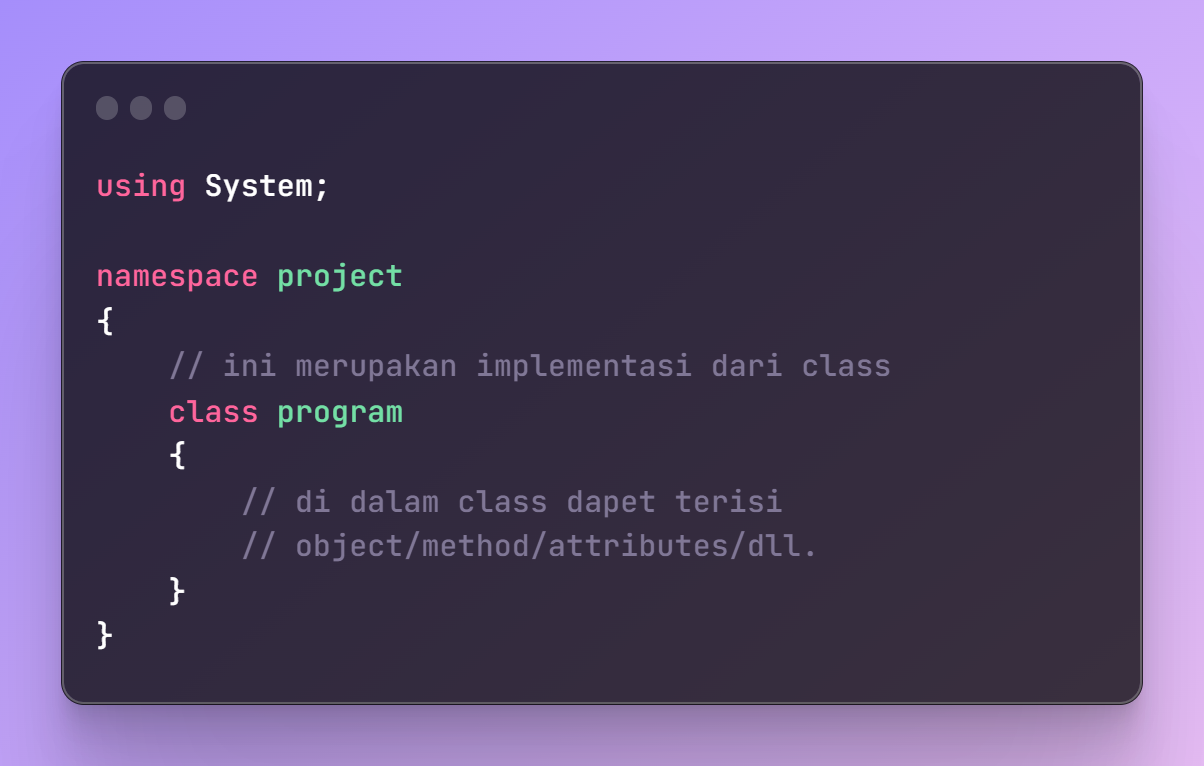 using System;
namespace project
{
// ini merupakan implementasi dari class
class program
{
// di dalam class dapet terisi
// object/method/attributes/dll.
}
}